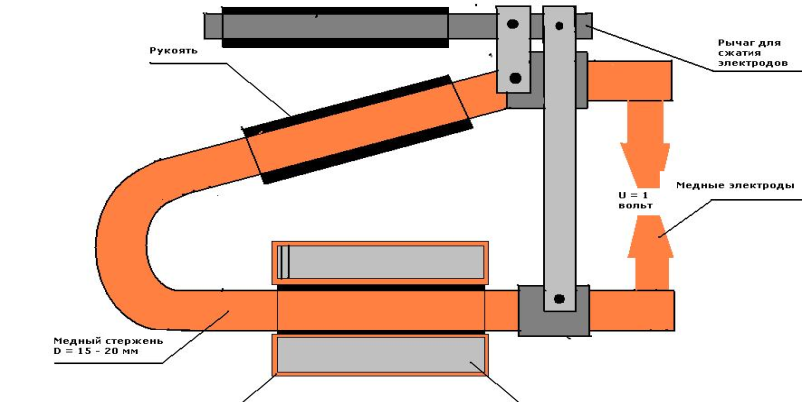 Рукоять
Рычаг для
сжатия
электродов
U = 1
вольт
Медные электроды
Медный стержень
D = 15 - 20 мм